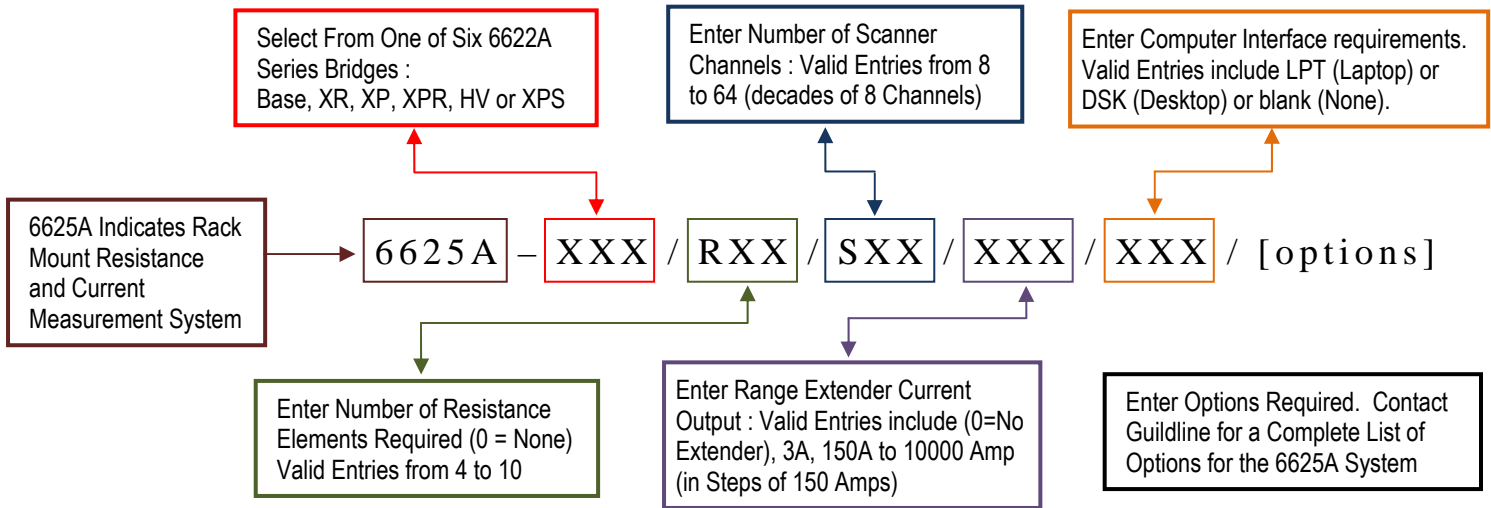 Select From One of Six 6622A
Series Bridges :
Base, XR, XP, XPR, HV or XPS
Enter Number of Scanner
Channels : Valid Entries from 8
to 64 (decades of 8 Channels)
Enter Computer Interface requirements.
Valid Entries include LPT (Laptop) or
DSK (Desktop) or blank (None).
6625A Indicates Rack
Mount Resistance
and Current
Measurement System
6625A – XXX / RXX / SXX / XXX / XXX / [options]
Enter Number of Resistance
Elements Required (0 = None)
Valid Entries from 4 to 10
Enter Range Extender Current
Output : Valid Entries include (0=No
Extender), 3A, 150A to 10000 Amp
(in Steps of 150 Amps)
Enter Options Required. Contact
Guildline for a Complete List of
Options for the 6625A System